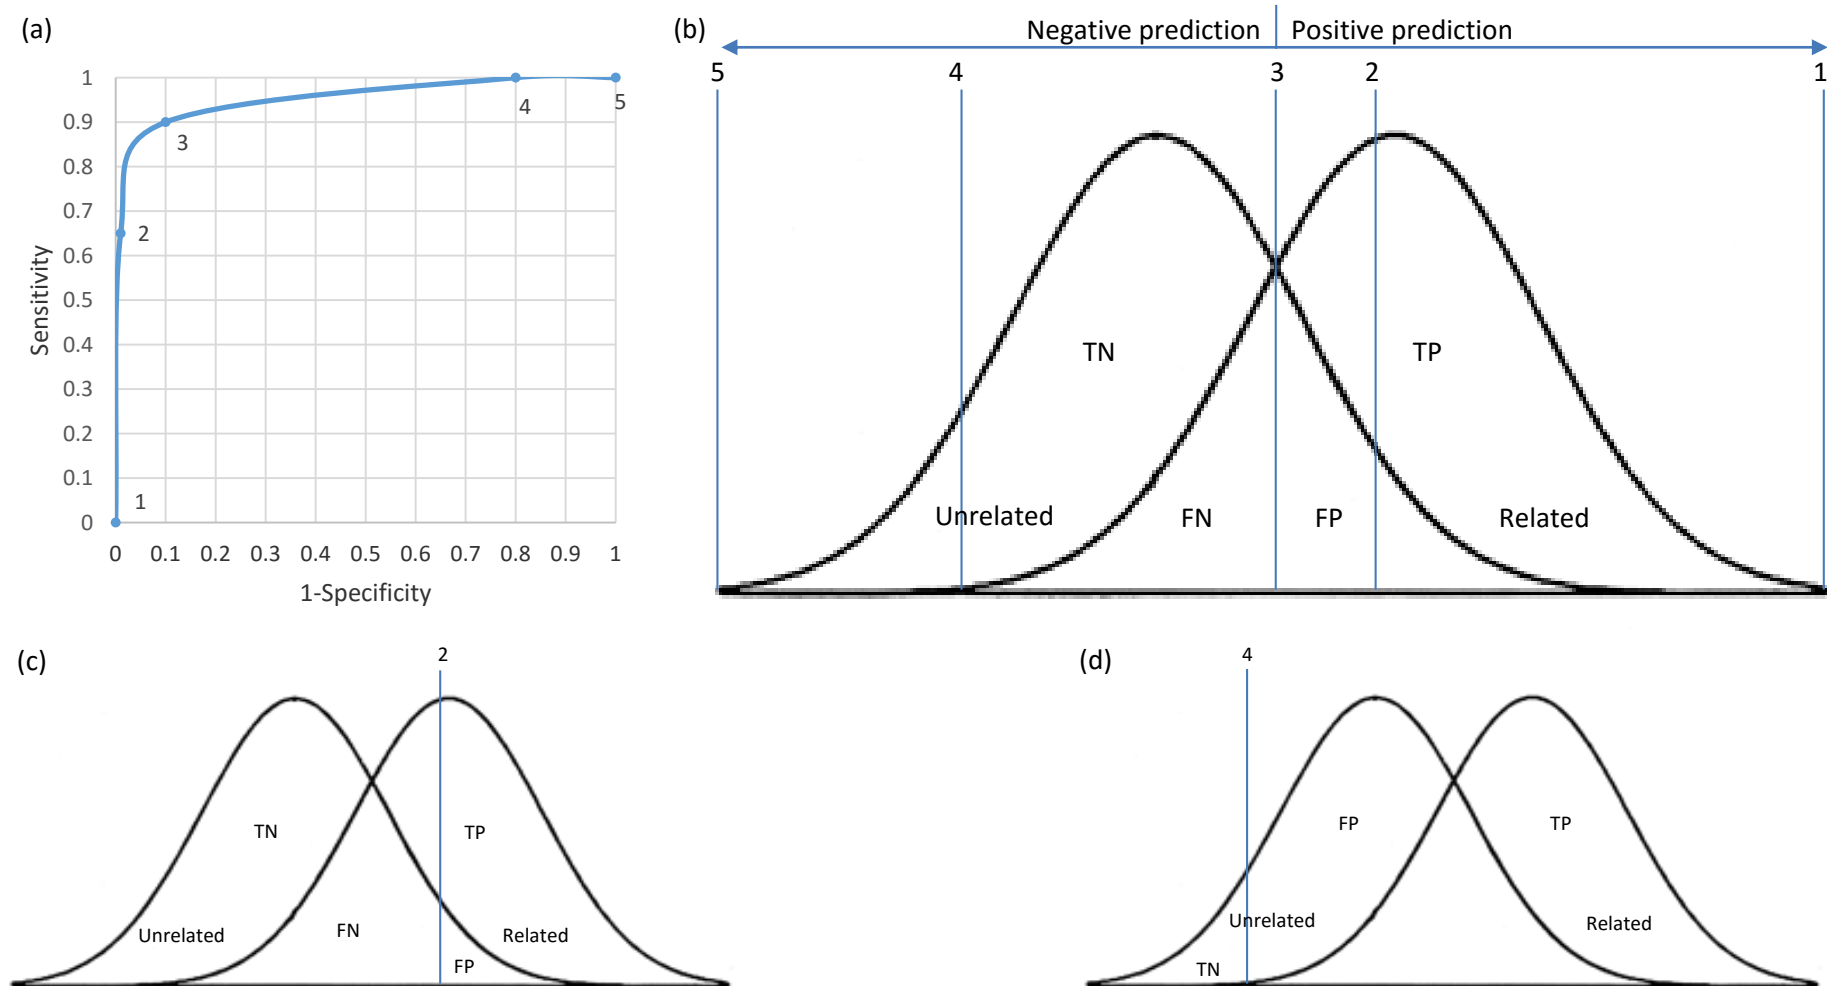 (a)
1
0.9
0.8
0.7
0.6
0.5
0.4
0.3
0.2
0.1
0
Sensitivity
1
2
3
4
5
0 0.1 0.2 0.3 0.4 0.5 0.6 0.7 0.8 0.9 1
1-Specificity
(b)
Negative prediction Positive prediction
5 4 3 2 1
TN TP
Unrelated FN FP Related
(c)
2
TN TP
Unrelated FN Related
FP
(d)
4
FP TP
Unrelated Related
TN